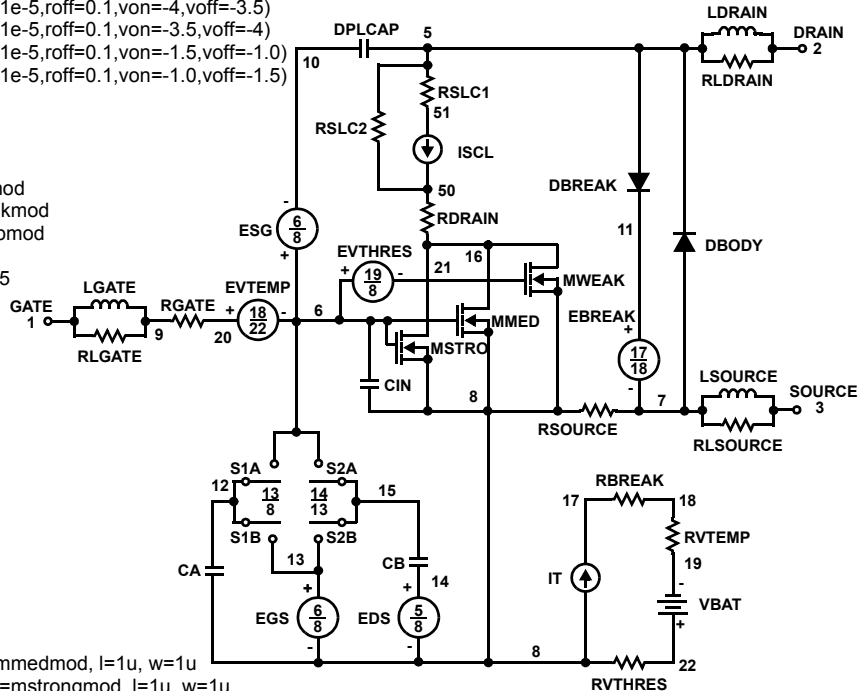 1e-5,roff=0.1,von=-4,voff=-3.5)
1e-5,roff=0.1,von=-3.5,voff=-4)
1e-5,roff=0.1,von=-1.5,voff=-1.0)
1e-5,roff=0.1,von=-1.0,voff=-1.5)
LDRAIN
DPLCAP
5
DRAIN
2
10
RLDRAIN
RSLC1
51
RSLC2
ISCL
50
DBREAK
RDRAIN
ESG
6
8
-
+
11
DBODY
EVTHRES
16
21
+
19
8
-
MWEAK
5
LGATE
EVTEMP
GATE
1
RGATE
+
18
22
-
6
EBREAK
+
MMED
9
20
MSTRO
17
18
-
RLGATE
CIN
LSOURCE
8
7
SOURCE
3
RSOURCE
RLSOURCE
S1A
S2A
12
13
8
14
13
15
RBREAK
17
18
S1B
S2B
RVTEMP
13
CB
19
CA
14
IT
-
VBAT
+
+
EGS
6
8
-
+
EDS
5
8
-
8
22
RVTHRES
mmedmod, l=1u, w=1u
=mstrongmod, l=1u, w=1u